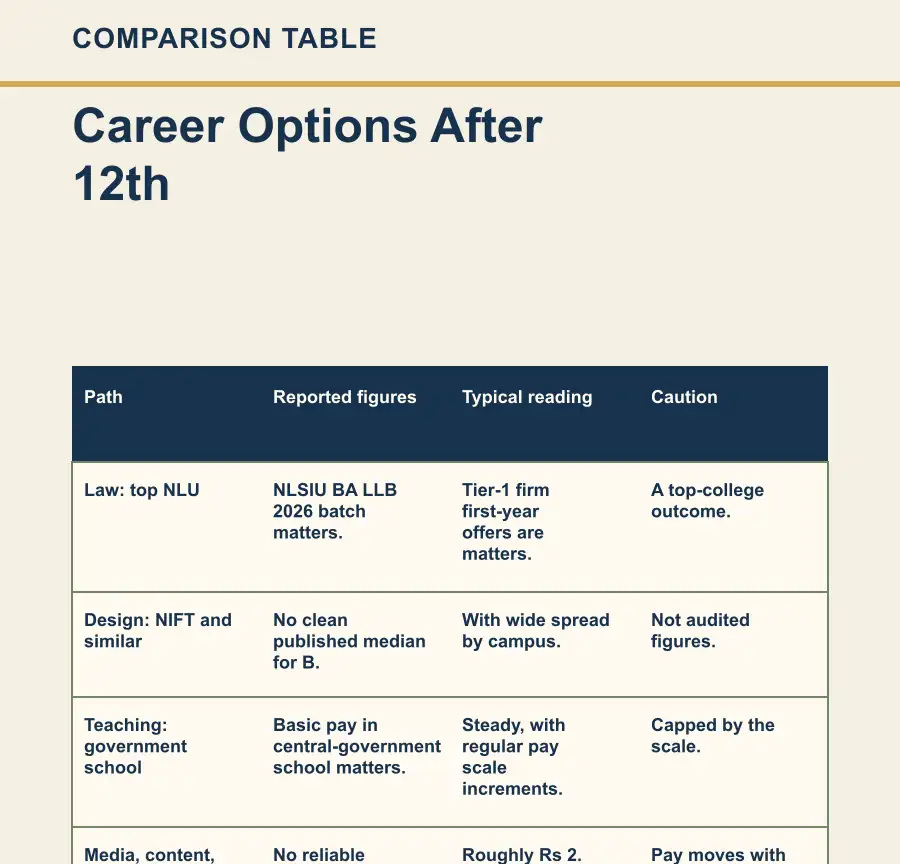 COMPARISON TABLE
Career Options After
12th
Path
Reported figures
Typical reading
Caution
Law: top NLU
NLSIU BA LLB
2026 batch
matters.
Tier-1 firm
first-year
offers are
matters.
A top-college
outcome.
Design: NIFT and
similar
No clean
published median
for B.
With wide spread
by campus.
Not audited
figures.
Teaching:
government
school
Basic pay in
central-government
school matters.
Steady, with
regular pay
scale
increments.
Capped by the
scale.
Media, content,
No reliable
Roughly Rs 2.
Pay moves with